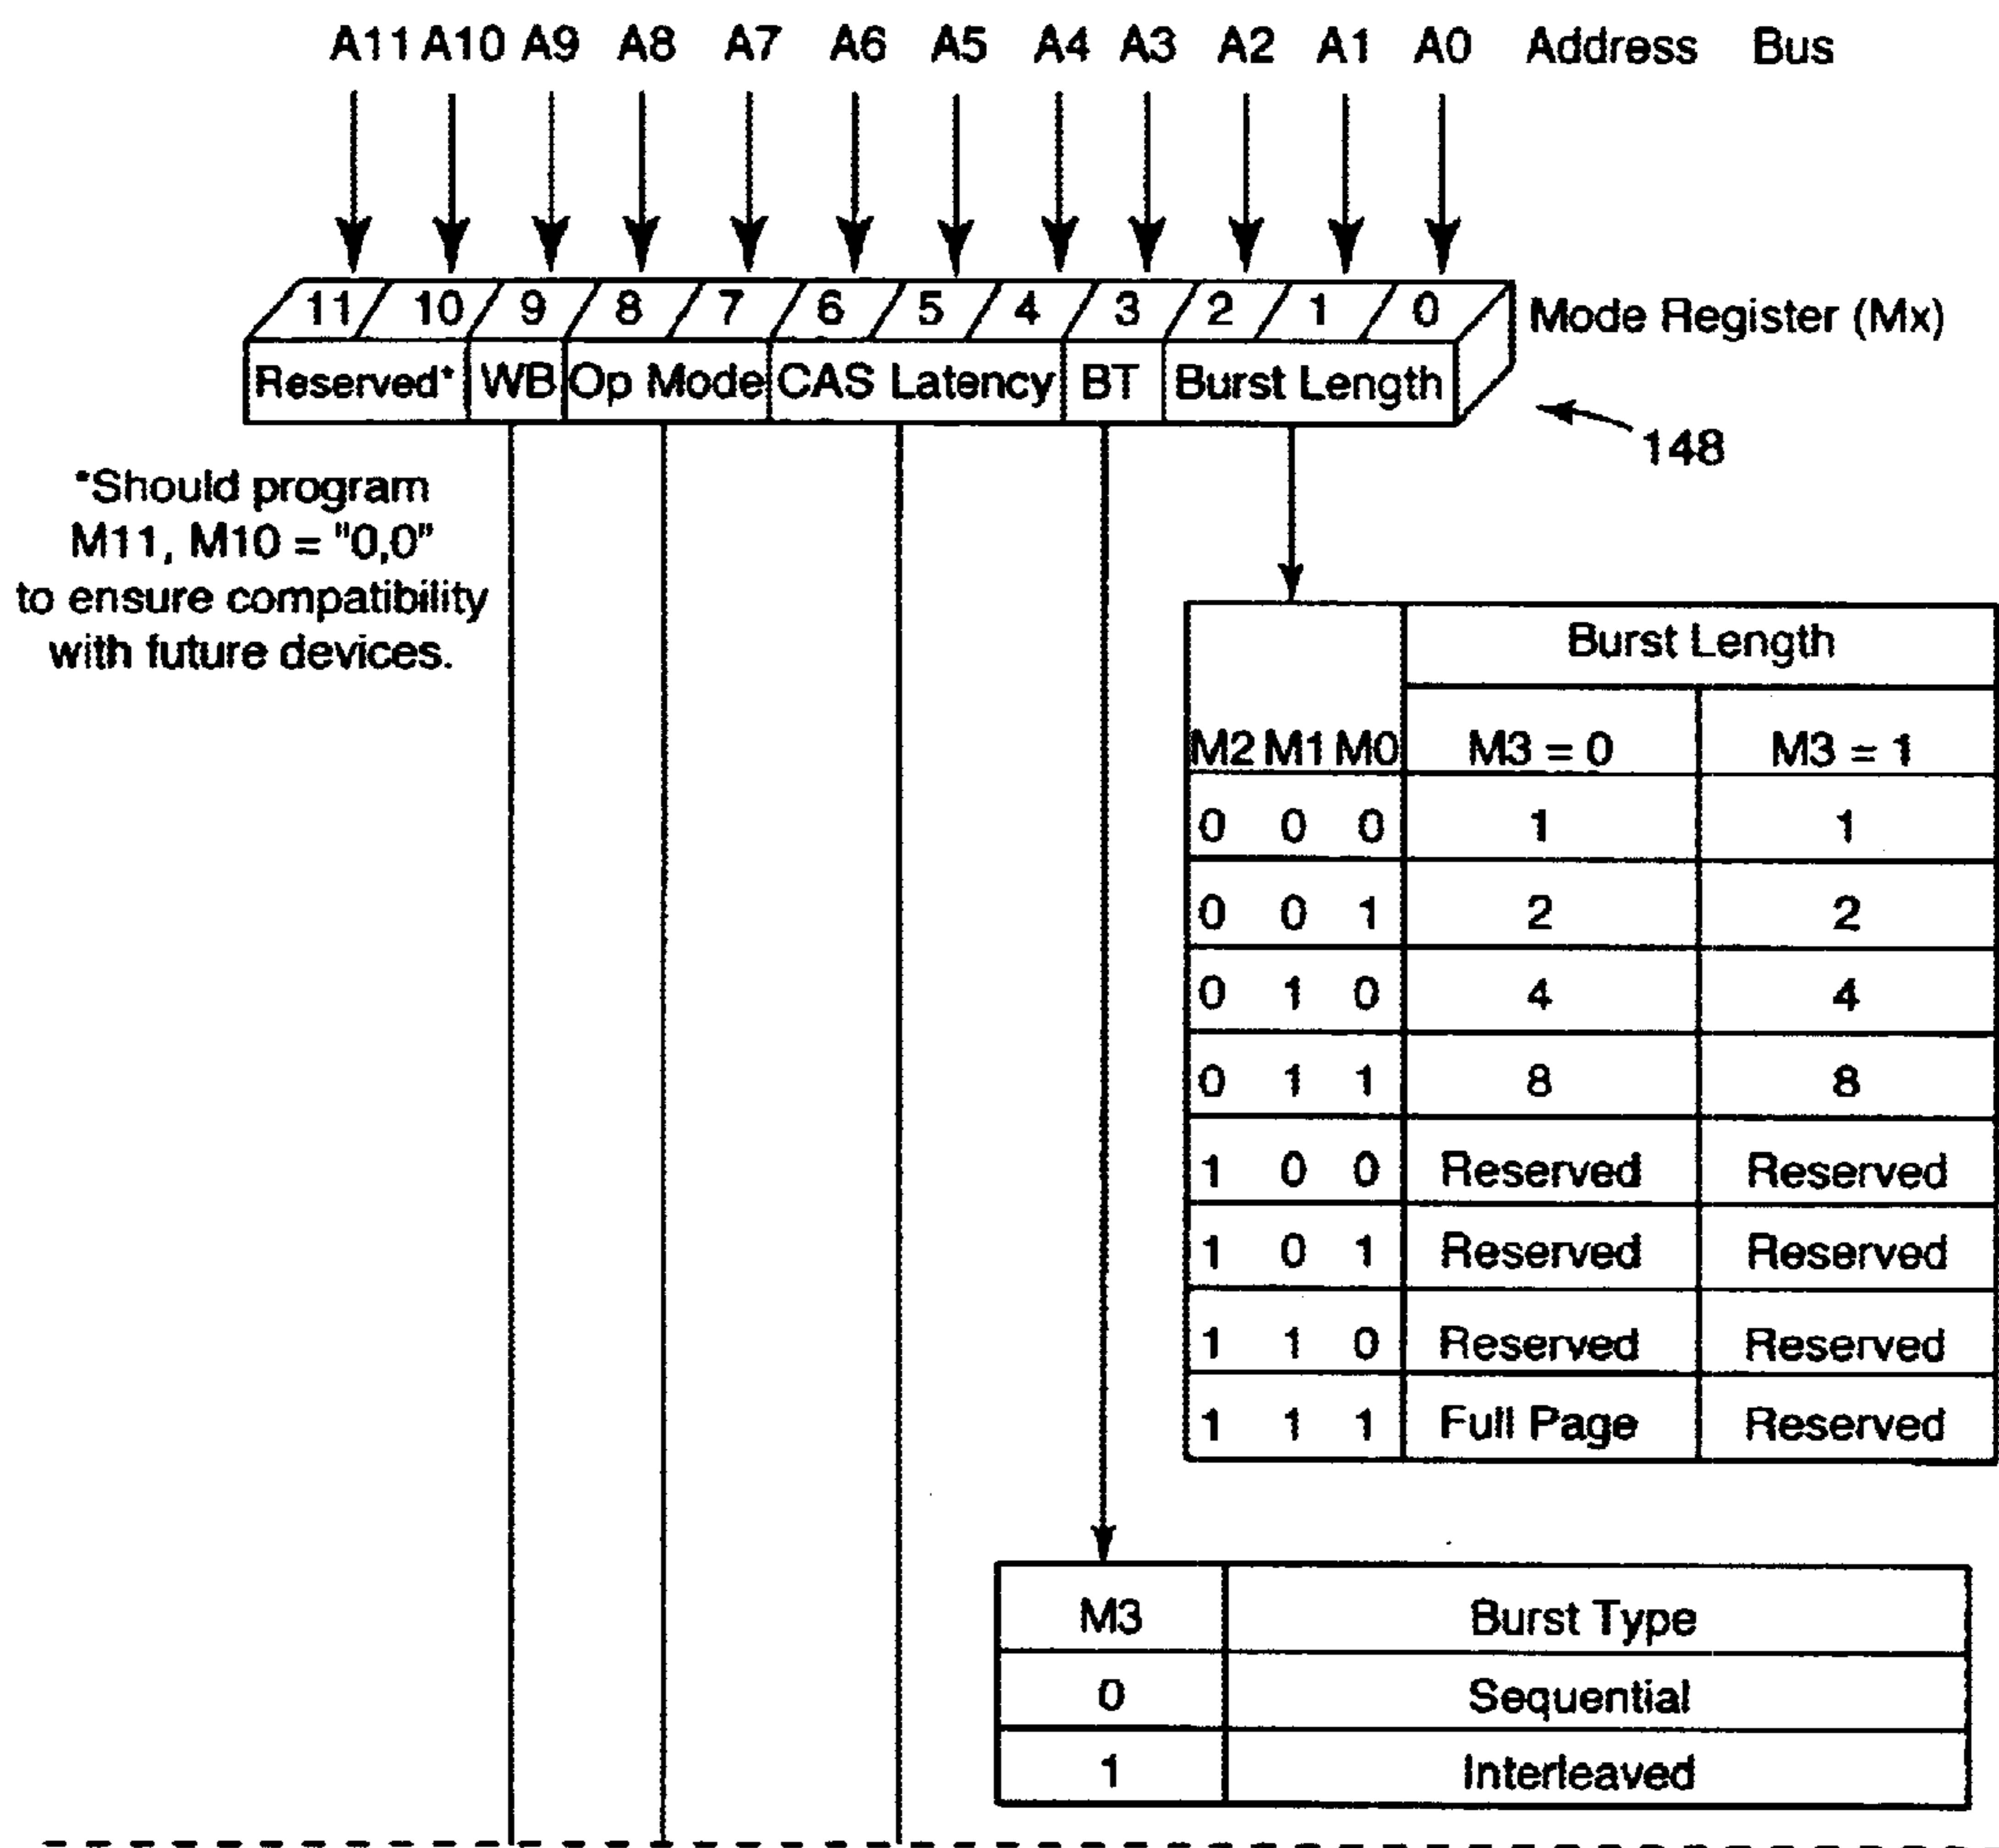 A11 A10 A9 A8 A7 A6 A5 A4 A3 A2 A1 A0 Address Bus
11 10 9 8 7 6 5 4 3 2 1 0 Mode Register (Mx)
Reserved* WB Op Mode CAS Latency BT Burst Length
148
*Should program
M11, M10 = "0,0"
to ensure compatibility
with future devices.
Burst Length
M2 M1 M0 M3 = 0 M3 = 1
0 0 0 1 1
0 0 1 2 2
0 1 0 4 4
0 1 1 8 8
1 0 0 Reserved Reserved
1 0 1 Reserved Reserved
1 1 0 Reserved Reserved
1 1 1 Full Page Reserved
M3 Burst Type
0 Sequential
1 Interleaved